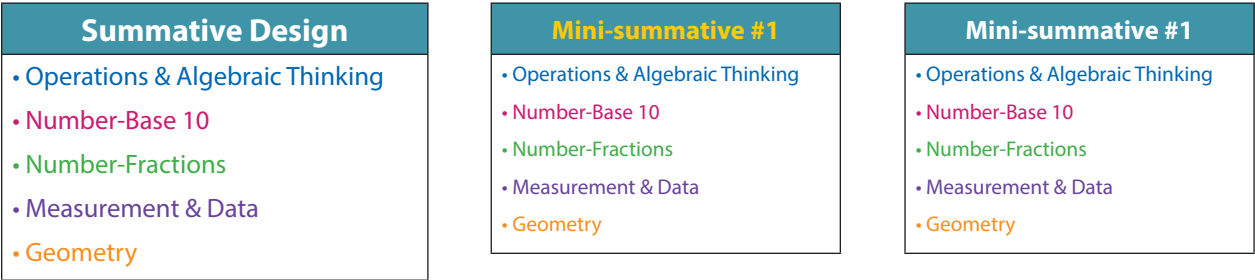 Summative Design
• Operations & Algebraic Thinking
• Number-Base 10
• Number-Fractions
• Measurement & Data
• Geometry
Mini-summative #1
• Operations & Algebraic Thinking
• Number-Base 10
• Number-Fractions
• Measurement & Data
• Geometry
Mini-summative #1
• Operations & Algebraic Thinking
• Number-Base 10
• Number-Fractions
• Measurement & Data
• Geometry